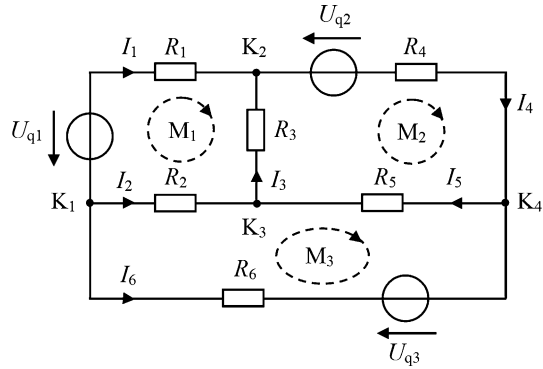 Uq2
I1 R1 K2 R4
M1 R3 M2 I4
Uq1
I2 R2 I3 R5 I5
K1 K3 K4
M3
I6 R6
Uq3